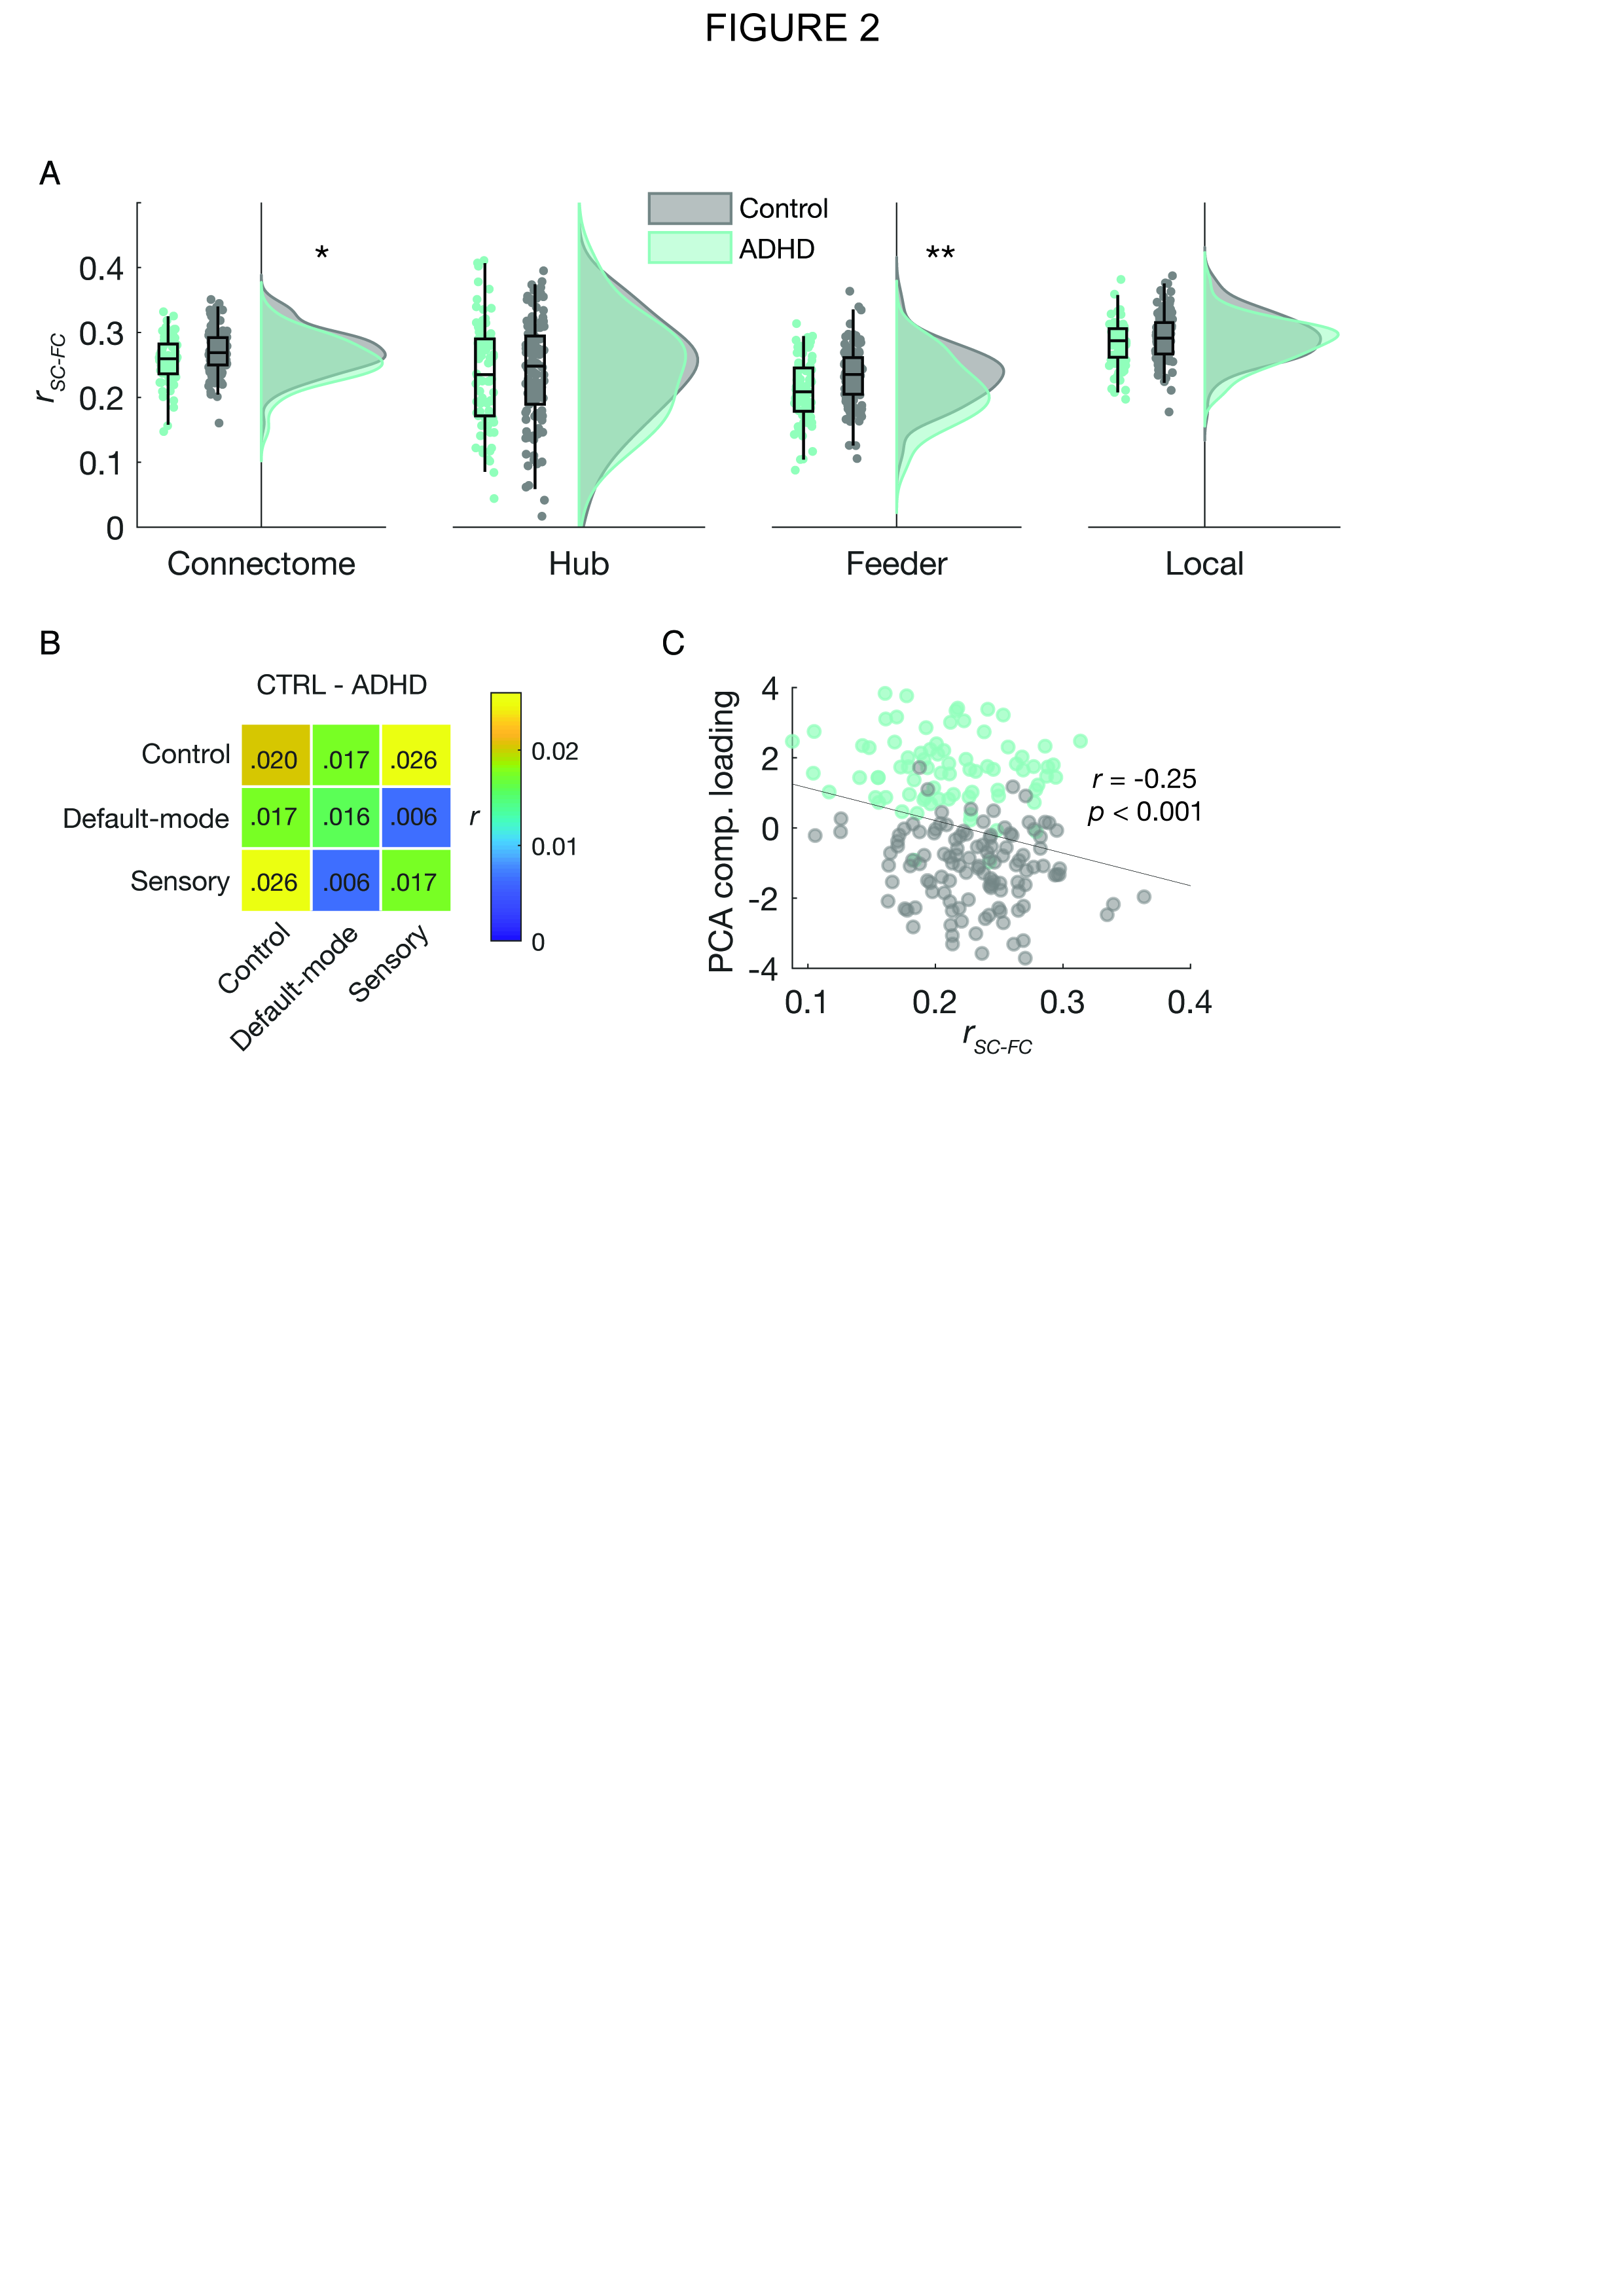 FIGURE 2
A
Control
ADHD
*
**
0.4
0.3
0.2
0.1
0
rSC-FC
Connectome
Hub
Feeder
Local
B
CTRL - ADHD
Control
.020
.017
.026
Default-mode
.017
.016
.006
Sensory
.026
.006
.017
Control
Default-mode
Sensory
r
0.02
0.01
0
C
PCA comp. loading
4
2
0
-2
-4
r = -0.25
p < 0.001
0.1
0.2
0.3
0.4
rSC-FC